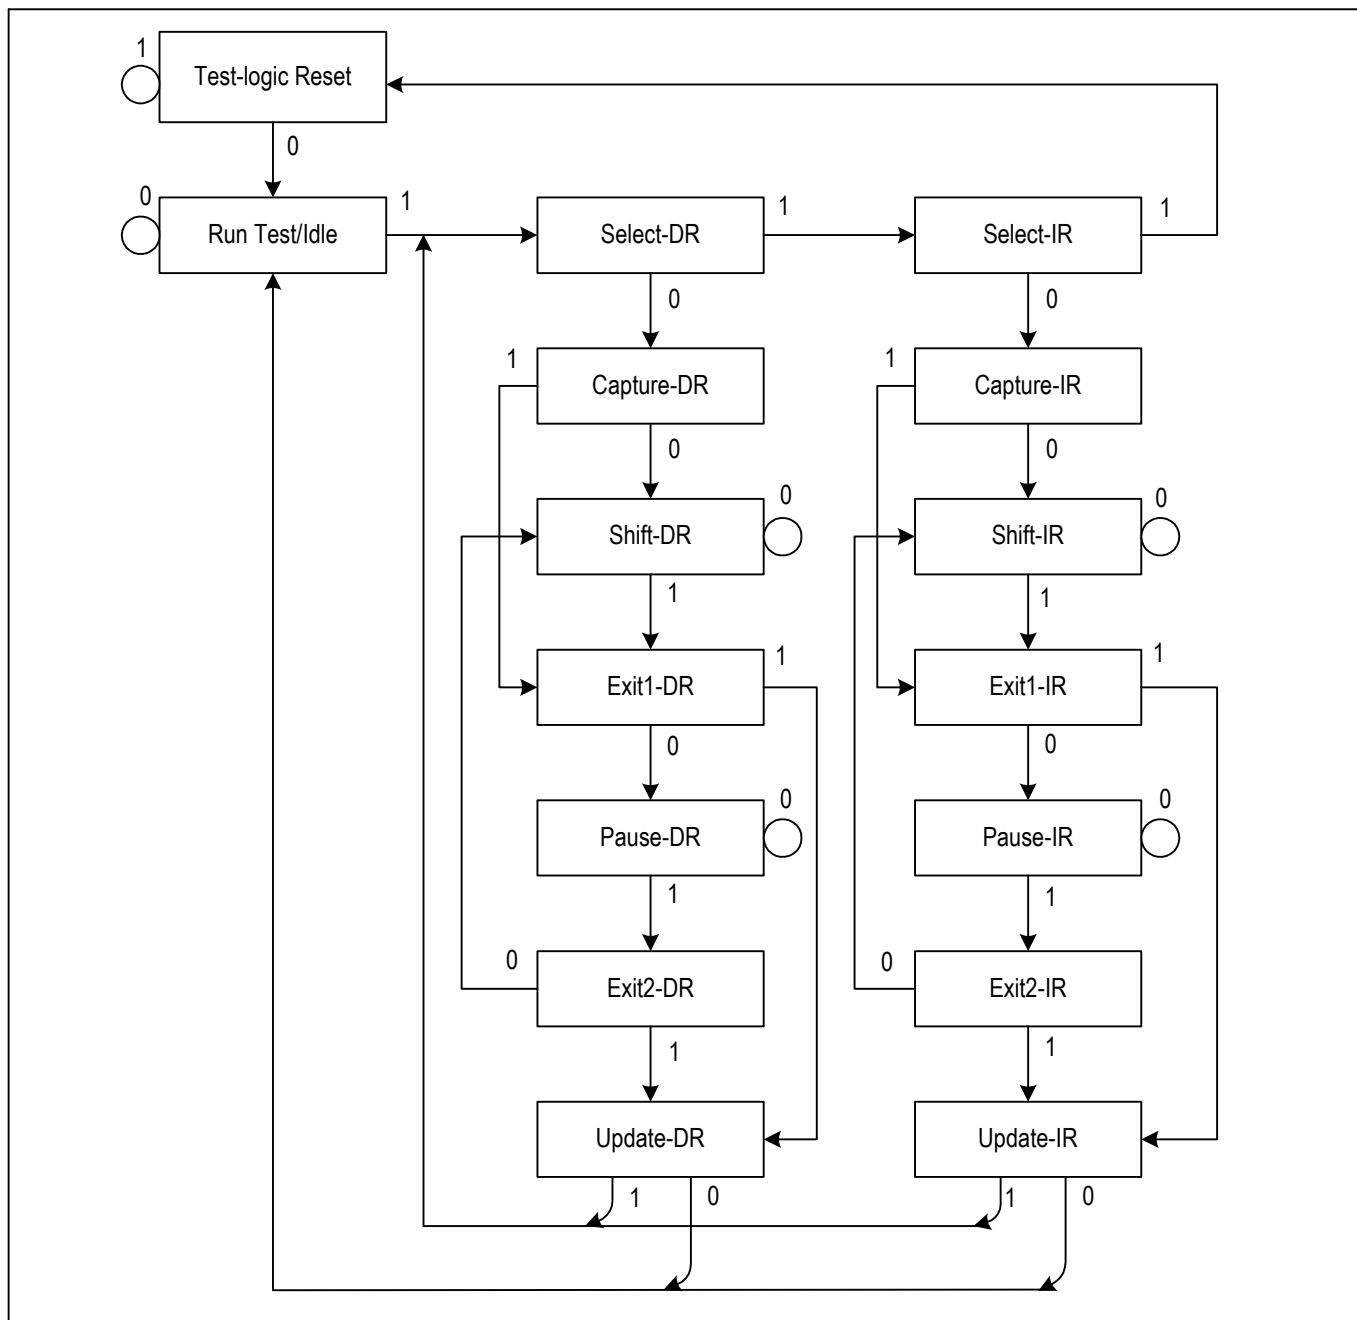 1
Test-logic Reset
0
0
Run Test/Idle
1
Select-DR
1
Select-IR
1
0
0
1
Capture-DR
1
Capture-IR
0
0
Shift-DR
0
Shift-IR
0
1
1
Exit1-DR
1
Exit1-IR
1
0
0
Pause-DR
0
Pause-IR
0
1
1
0
Exit2-DR
0
Exit2-IR
1
1
Update-DR
Update-IR
1
0
1
0